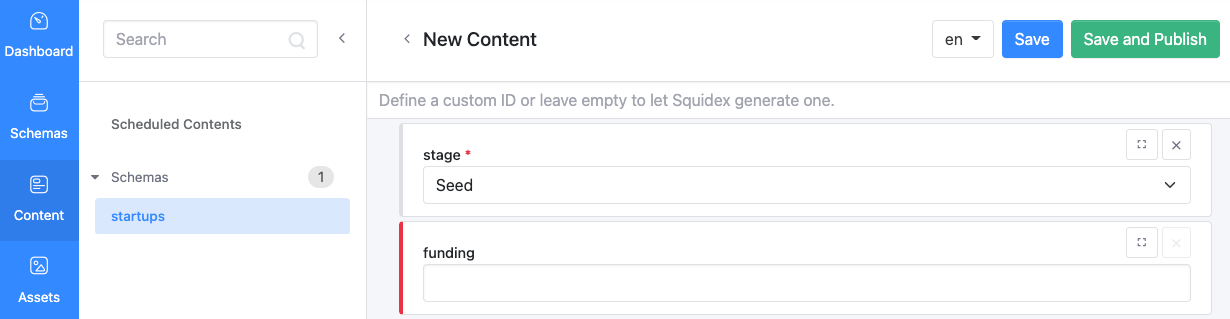 Dashboard
Schemas
Content
Assets
Search
Scheduled Contents
Schemas 1
startups
New Content
en
Save
Save and Publish
Define a custom ID or leave empty to let Squidex generate one.
stage *
Seed
funding